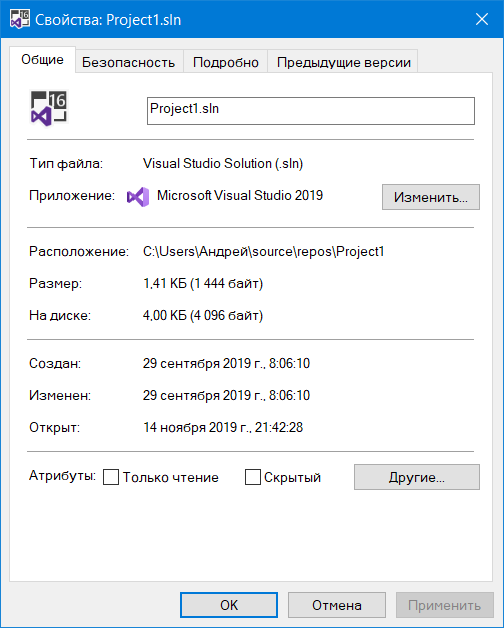 Свойства: Project1.sln
Общие Безопасность Подробно Предыдущие версии
16
Project1.sln
Тип файла: Visual Studio Solution (.sln)
Приложение: Microsoft Visual Studio 2019 Изменить...
Расположение: C:\Users\Андрей\source\repos\Project1
Размер: 1,41 КБ (1 444 байт)
На диске: 4,00 КБ (4 096 байт)
Создан: 29 сентября 2019 г., 8:06:10
Изменен: 29 сентября 2019 г., 8:06:10
Открыт: 14 ноября 2019 г., 21:42:28
Атрибуты: Только чтение Скрытый Другие...
OK Отмена Применить